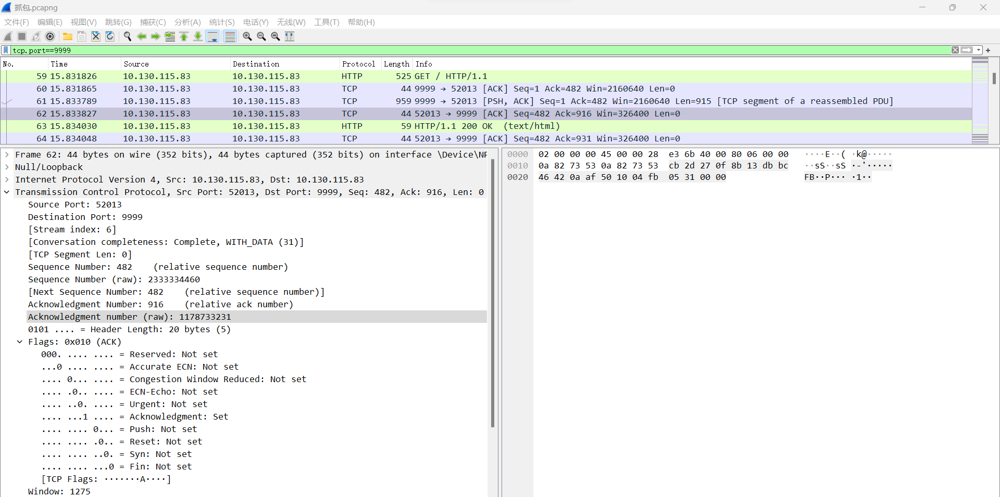 抓包.pcapng
文件(F) 编辑(E) 视图(V) 跳转(G) 捕获(C) 分析(A) 统计(S) 电话(Y) 无线(W) 工具(T) 帮助(H)
tcp.port==9999
No. Time Source Destination Protocol Length Info
59 15.831826 10.130.115.83 10.130.115.83 HTTP 525 GET / HTTP/1.1
60 15.831865 10.130.115.83 10.130.115.83 TCP 44 9999 → 52013 [ACK] Seq=1 Ack=482 Win=2160640 Len=0
61 15.833789 10.130.115.83 10.130.115.83 TCP 959 9999 → 52013 [PSH, ACK] Seq=1 Ack=482 Win=2160640 Len=915 [TCP segment of a reassembled PDU]
62 15.833827 10.130.115.83 10.130.115.83 TCP 44 52013 → 9999 [ACK] Seq=482 Ack=916 Win=326400 Len=0
63 15.834030 10.130.115.83 10.130.115.83 HTTP 59 HTTP/1.1 200 OK  (text/html)
64 15.834048 10.130.115.83 10.130.115.83 TCP 44 52013 → 9999 [ACK] Seq=482 Ack=931 Win=326400 Len=0
Frame 62: 44 bytes on wire (352 bits), 44 bytes captured (352 bits) on interface \Device\NF
Null/Loopback
Internet Protocol Version 4, Src: 10.130.115.83, Dst: 10.130.115.83
Transmission Control Protocol, Src Port: 52013, Dst Port: 9999, Seq: 482, Ack: 916, Len: 0
Source Port: 52013
Destination Port: 9999
[Stream index: 6]
[Conversation completeness: Complete, WITH_DATA (31)]
[TCP Segment Len: 0]
Sequence Number: 482    (relative sequence number)
Sequence Number (raw): 2333334460
[Next Sequence Number: 482    (relative sequence number)]
Acknowledgment Number: 916    (relative ack number)
Acknowledgment number (raw): 1178733231
0101 .... = Header Length: 20 bytes (5)
Flags: 0x010 (ACK)
000. .... .... = Reserved: Not set
...0 .... .... = Accurate ECN: Not set
.... 0... .... = Congestion Window Reduced: Not set
.... .0.. .... = ECN-Echo: Not set
.... ..0. .... = Urgent: Not set
.... ...1 .... = Acknowledgment: Set
.... .... 0... = Push: Not set
.... .... .0.. = Reset: Not set
.... .... ..0. = Syn: Not set
.... .... ...0 = Fin: Not set
[TCP Flags: ·······A····]
Window: 1275
0000 02 00 00 00 45 00 00 28 e3 6b 40 00 80 06 00 00 ····E··( ·k@·····
0010 0a 82 73 53 0a 82 73 53 cb 2d 27 0f 8b 13 db bc ··sS··sS ·-'·····
0020 46 42 0a af 50 10 04 fb 05 31 00 00 FB··P··· ·1··